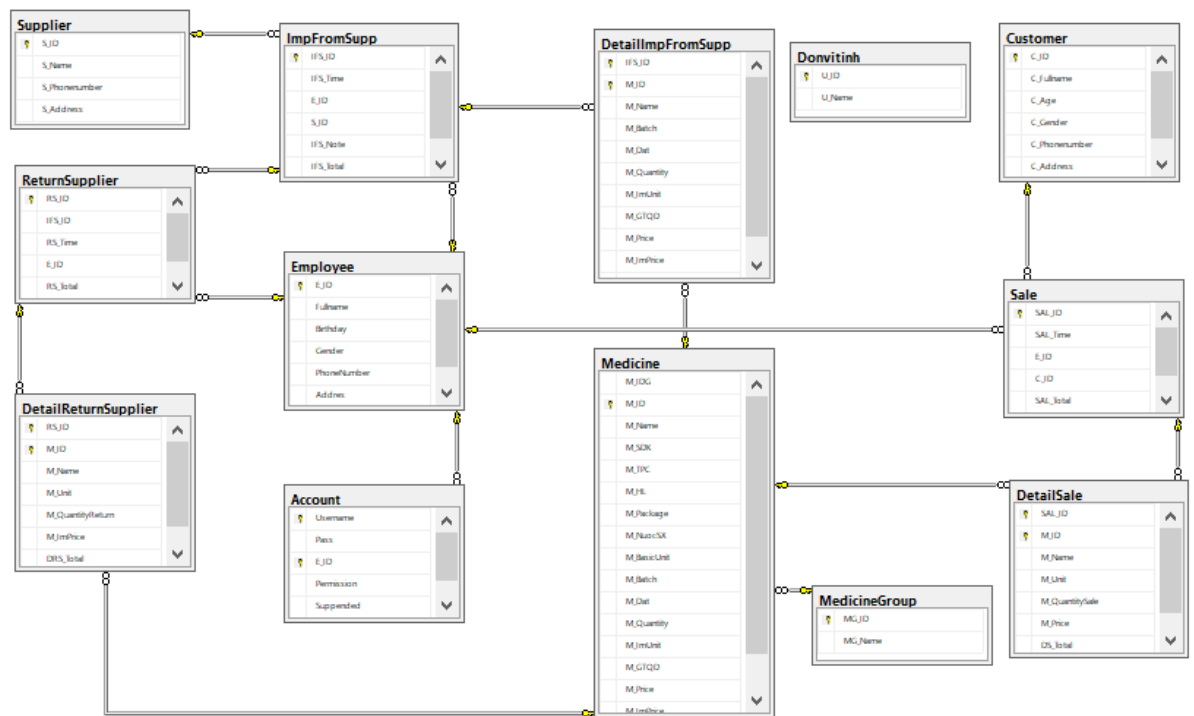 Supplier
S_ID
S_Name
S_Phonenumber
S_Address
ImpFromSupp
IFS_ID
IFS_Time
E_ID
S_ID
IFS_Note
IFS_Total
DetailImpFromSupp
IFS_ID
M_ID
M_Name
M_Batch
M_Dat
M_Quantity
M_ImUnit
M_GTQD
M_Price
M_ImPrice
Donvitinh
U_ID
U_Name
Customer
C_ID
C_Fullname
C_Age
C_Gender
C_Phonenumber
C_Address
ReturnSupplier
RS_ID
IFS_ID
RS_Time
E_ID
RS_Total
Employee
E_ID
Fullname
Birthday
Gender
PhoneNumber
Addres
Sale
SAL_ID
SAL_Time
E_ID
C_ID
SAL_Total
DetailReturnSupplier
RS_ID
M_ID
M_Name
M_Unit
M_QuantityReturn
M_ImPrice
DRS_Total
Account
Username
Pass
E_ID
Permission
Suppended
Medicine
M_IDG
M_ID
M_Name
M_SDK
M_TPC
M_HL
M_Package
M_NuocSX
M_BasicUnit
M_Batch
M_Dat
M_Quantity
M_ImUnit
M_GTQD
M_Price
M_ImPrice
MedicineGroup
MG_ID
MG_Name
DetailSale
SAL_ID
M_ID
M_Name
M_Unit
M_QuantitySale
M_Price
DS_Total